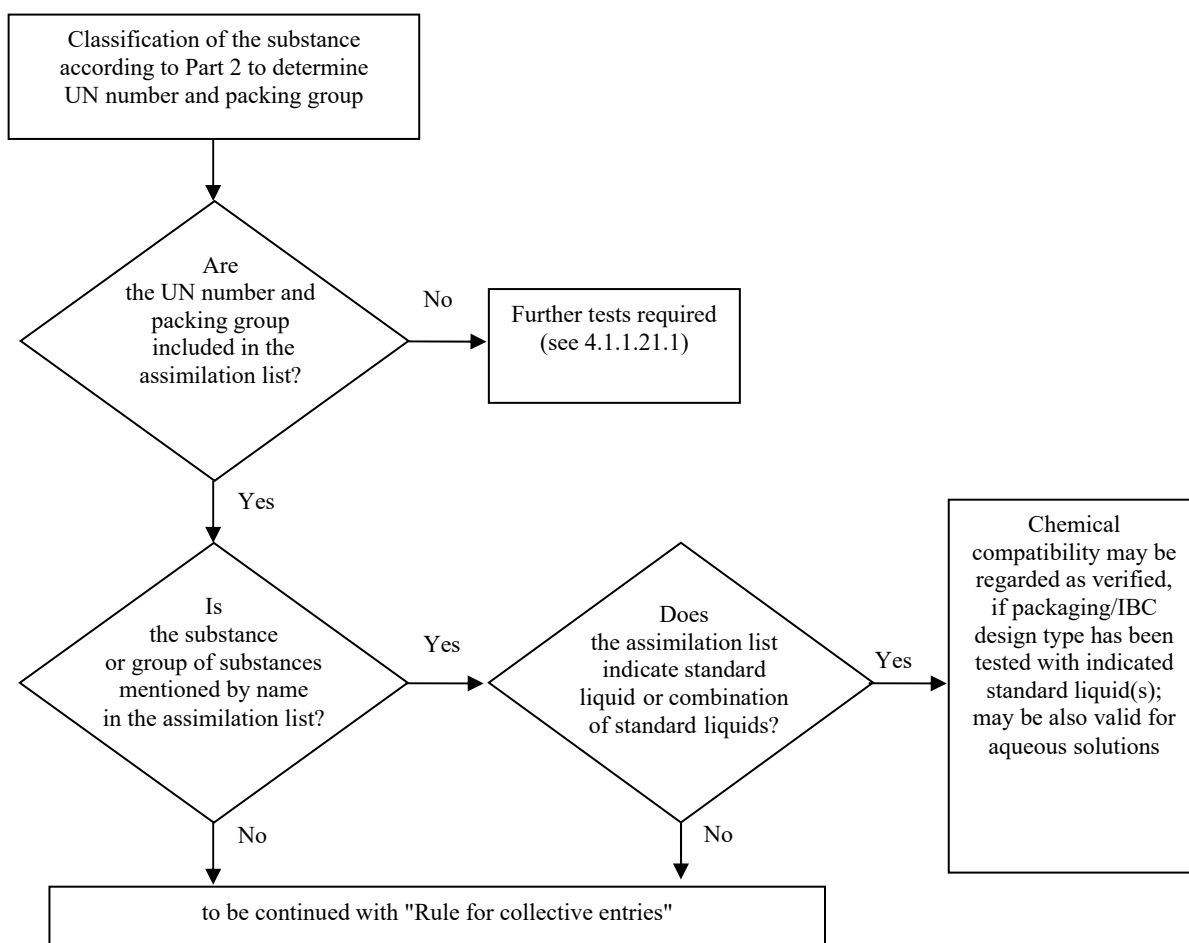 Classification of the substance
according to Part 2 to determine
UN number and packing group
Are
the UN number and
packing group
included in the
assimilation list?
No
Further tests required
(see 4.1.1.21.1)
Yes
Is
the substance
or group of substances
mentioned by name
in the assimilation list?
Yes
Does
the assimilation list
indicate standard
liquid or combination
of standard liquids?
Yes
Chemical
compatibility may be
regarded as verified,
if packaging/IBC
design type has been
tested with indicated
standard liquid(s);
may be also valid for
aqueous solutions
No
No
to be continued with "Rule for collective entries"